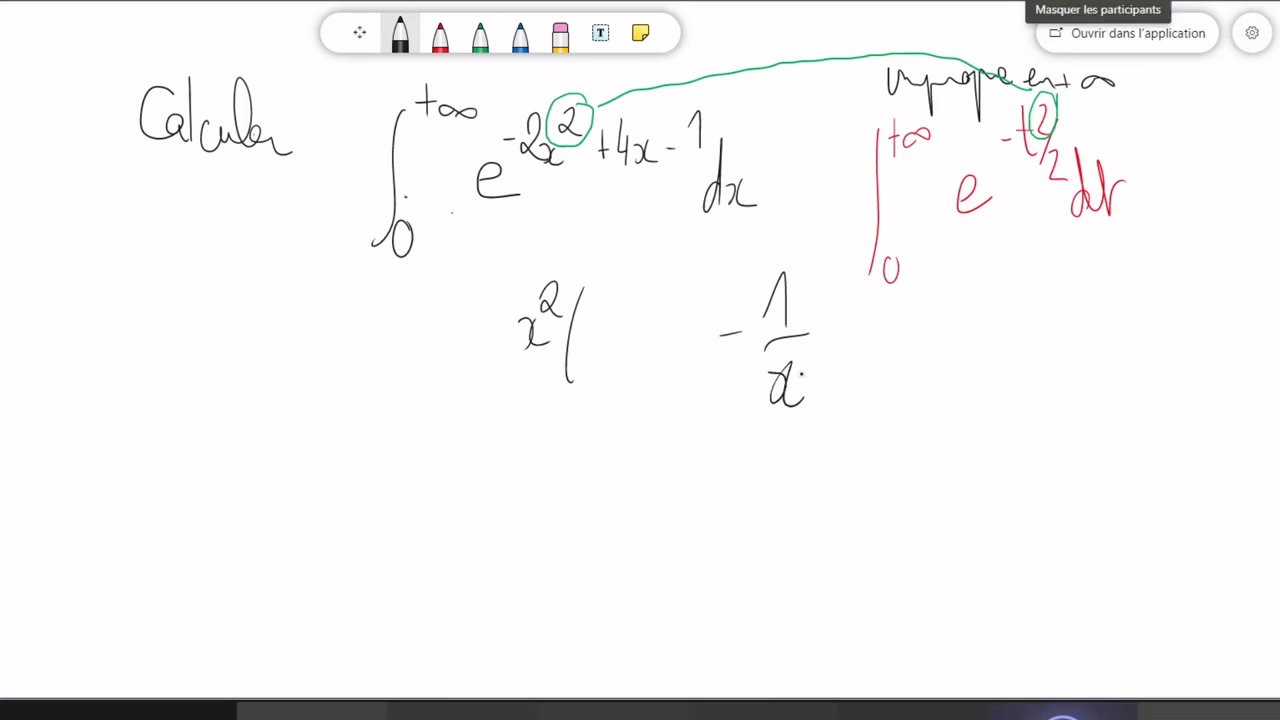 Masquer les participants
Ouvrir dans l'application
T
impropre en +∞
Calculer ∫₀^{+∞} e^{-2x²+4x-1} dx
∫₀^{+∞} e^{-t²/2} dt
x² ( - 1/x